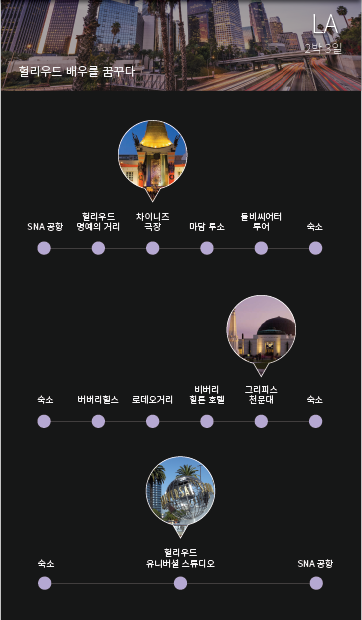 LA
2박 3일
헐리우드 배우를 꿈꾸다
SNA 공항
헐리우드
명예의 거리
차이니즈
극장
마담 투소
돌비씨어터
투어
숙소
숙소
버버리힐스
로데오거리
비버리
힐튼 호텔
그리피스
천문대
숙소
숙소
헐리우드
유니버셜 스튜디오
SNA 공항